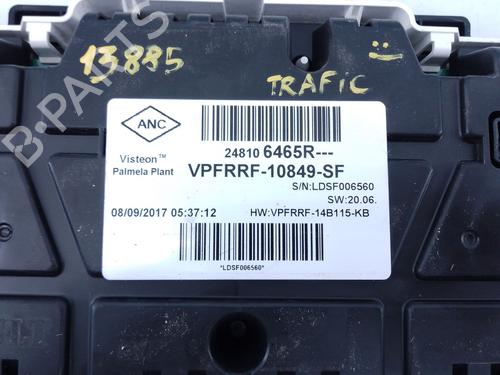 13885
TRAFIC
ANC
Visteon™
Palmela Plant
24810 6465R---
VPFRRF-10849-SF
S/N:LDSF006560
SW:20.06.
08/09/2017 05:37:12
HW:VPFRRF-14B115-KB
*LDSF006560*
B-PARTS